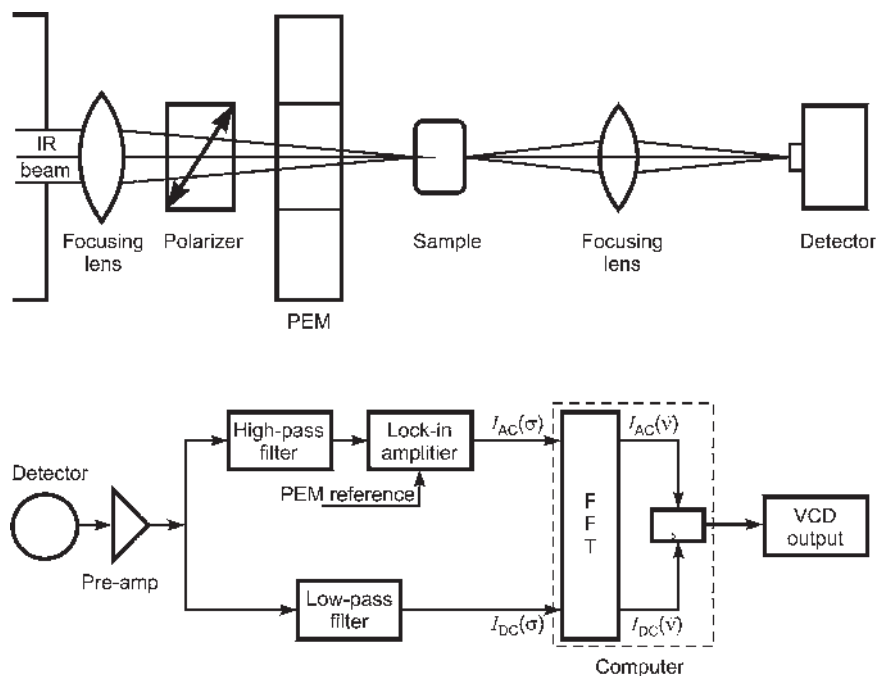 IR
beam
Focusing
lens
Polarizer
PEM
Sample
Focusing
lens
Detector
High-pass
filter
Lock-in
amplitier
I_AC(σ)
I_AC(ν̄)
Detector
PEM reference
F
F
T
VCD
output
Pre-amp
Low-pass
filter
I_DC(σ)
I_DC(ν̄)
Computer